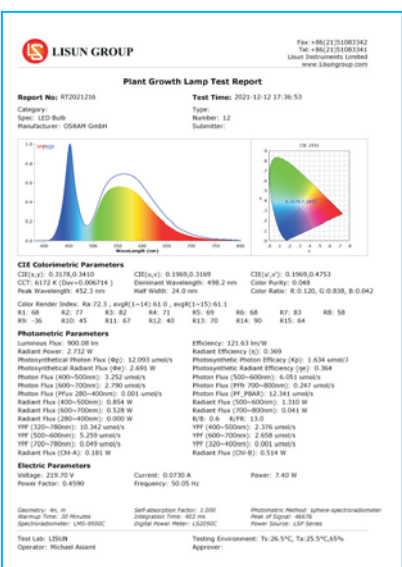 LISUN GROUP
Fax: +86(21)51083342
Tel: +86(21)51083341
Lisun Instruments Limited
www.Lisungroup.com
Plant Growth Lamp Test Report
Report No: RT2021216 Test Time: 2021-12-12 17:36:53
Category: Type:
Spec: LED Bulb Number: 12
Manufacturer: OSRAM GmbH Submitter:
CIE 1931
Wavelength (nm)
CIE Colorimetric Parameters
CIE(x,y): 0.3178,0.3410 CIE(u,v): 0.1969,0.3169 CIE(u',v'): 0.1969,0.4753
CCT: 6172 K (Duv=0.006714 ) Dominant Wavelength: 498.2 nm Color Purity: 0.048
Peak Wavelength: 452.3 nm Half Width: 24.0 nm Color Ratio: R:0.120, G:0.838, B:0.042
Color Render Index: Ra:72.3 , avgR(1~14):61.0 , avgR(1~15):61.1
R1: 68 R2: 77 R3: 82 R4: 71 R5: 69 R6: 68 R7: 83 R8: 58
R9: -36 R10: 45 R11: 67 R12: 40 R13: 70 R14: 90 R15: 64
Photometric Parameters
Luminous Flux: 900.08 lm Efficiency: 121.63 lm/W
Radiant Power: 2.732 W Radiant Efficiency (η): 0.369
Photosynthetical Photon Flux (Φp): 12.093 umol/s Photosynthetic Photon Efficacy (Kp): 1.634 umol/J
Photosynthetical Radiant Flux (Φe): 2.691 W Photosynthetic Radiant Efficiency (ηe): 0.364
Photon Flux (400~500nm): 3.252 umol/s Photon Flux (500~600nm): 6.051 umol/s
Photon Flux (600~700nm): 2.790 umol/s Photon Flux (Pfr 700~800nm): 0.247 umol/s
Photon Flux (PFuv 280~400nm): 0.001 umol/s Photon Flux (PF_PBAR): 12.341 umol/s
Radiant Flux (400~500nm): 0.854 W Radiant Flux (500~600nm): 1.310 W
Radiant Flux (600~700nm): 0.528 W Radiant Flux (700~800nm): 0.041 W
Radiant Flux (280~400nm): 0.000 W R/B: 0.6 R/FR: 13.0
YPF (320~780nm): 10.342 umol/s YPF (400~500nm): 2.376 umol/s
YPF (500~600nm): 5.259 umol/s YPF (600~700nm): 2.658 umol/s
YPF (700~780nm): 0.049 umol/s YPF (320~400nm): 0.001 umol/s
Radiant Flux (Chl-A): 0.181 W Radiant Flux (Chl-B): 0.514 W
Electric Parameters
Voltage: 219.70 V Current: 0.0730 A Power: 7.40 W
Power Factor: 0.4590 Frequency: 50.05 Hz
Geometry: 4π, m Self-absorption Factor: 1.000 Photometric Method: sphere-spectroradiometer
Warmup Time: 30 Minutes Integration Time: 403 ms Peak of Signal: 46676
Spectroradiometer: LMS-9500C Digital Power Meter: LS2050C Power Source: LSP Series
Test Lab: LISUN Testing Environment: Ts:26.5°C, Ta:25.5°C,65%
Operator: Michael Asiaml Approver: